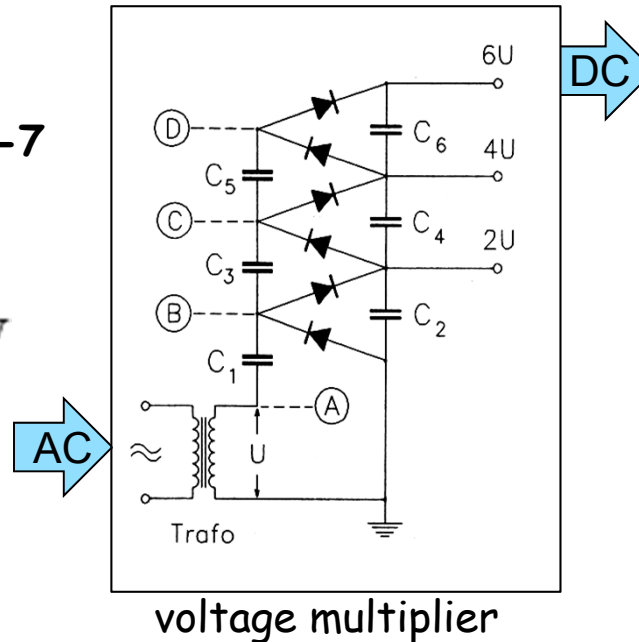 6U
DC
D
-7
C6
C5
4U
C
C4
2U
C3
B
C2
C1
A
AC
≈
U
Trafo
voltage multiplier